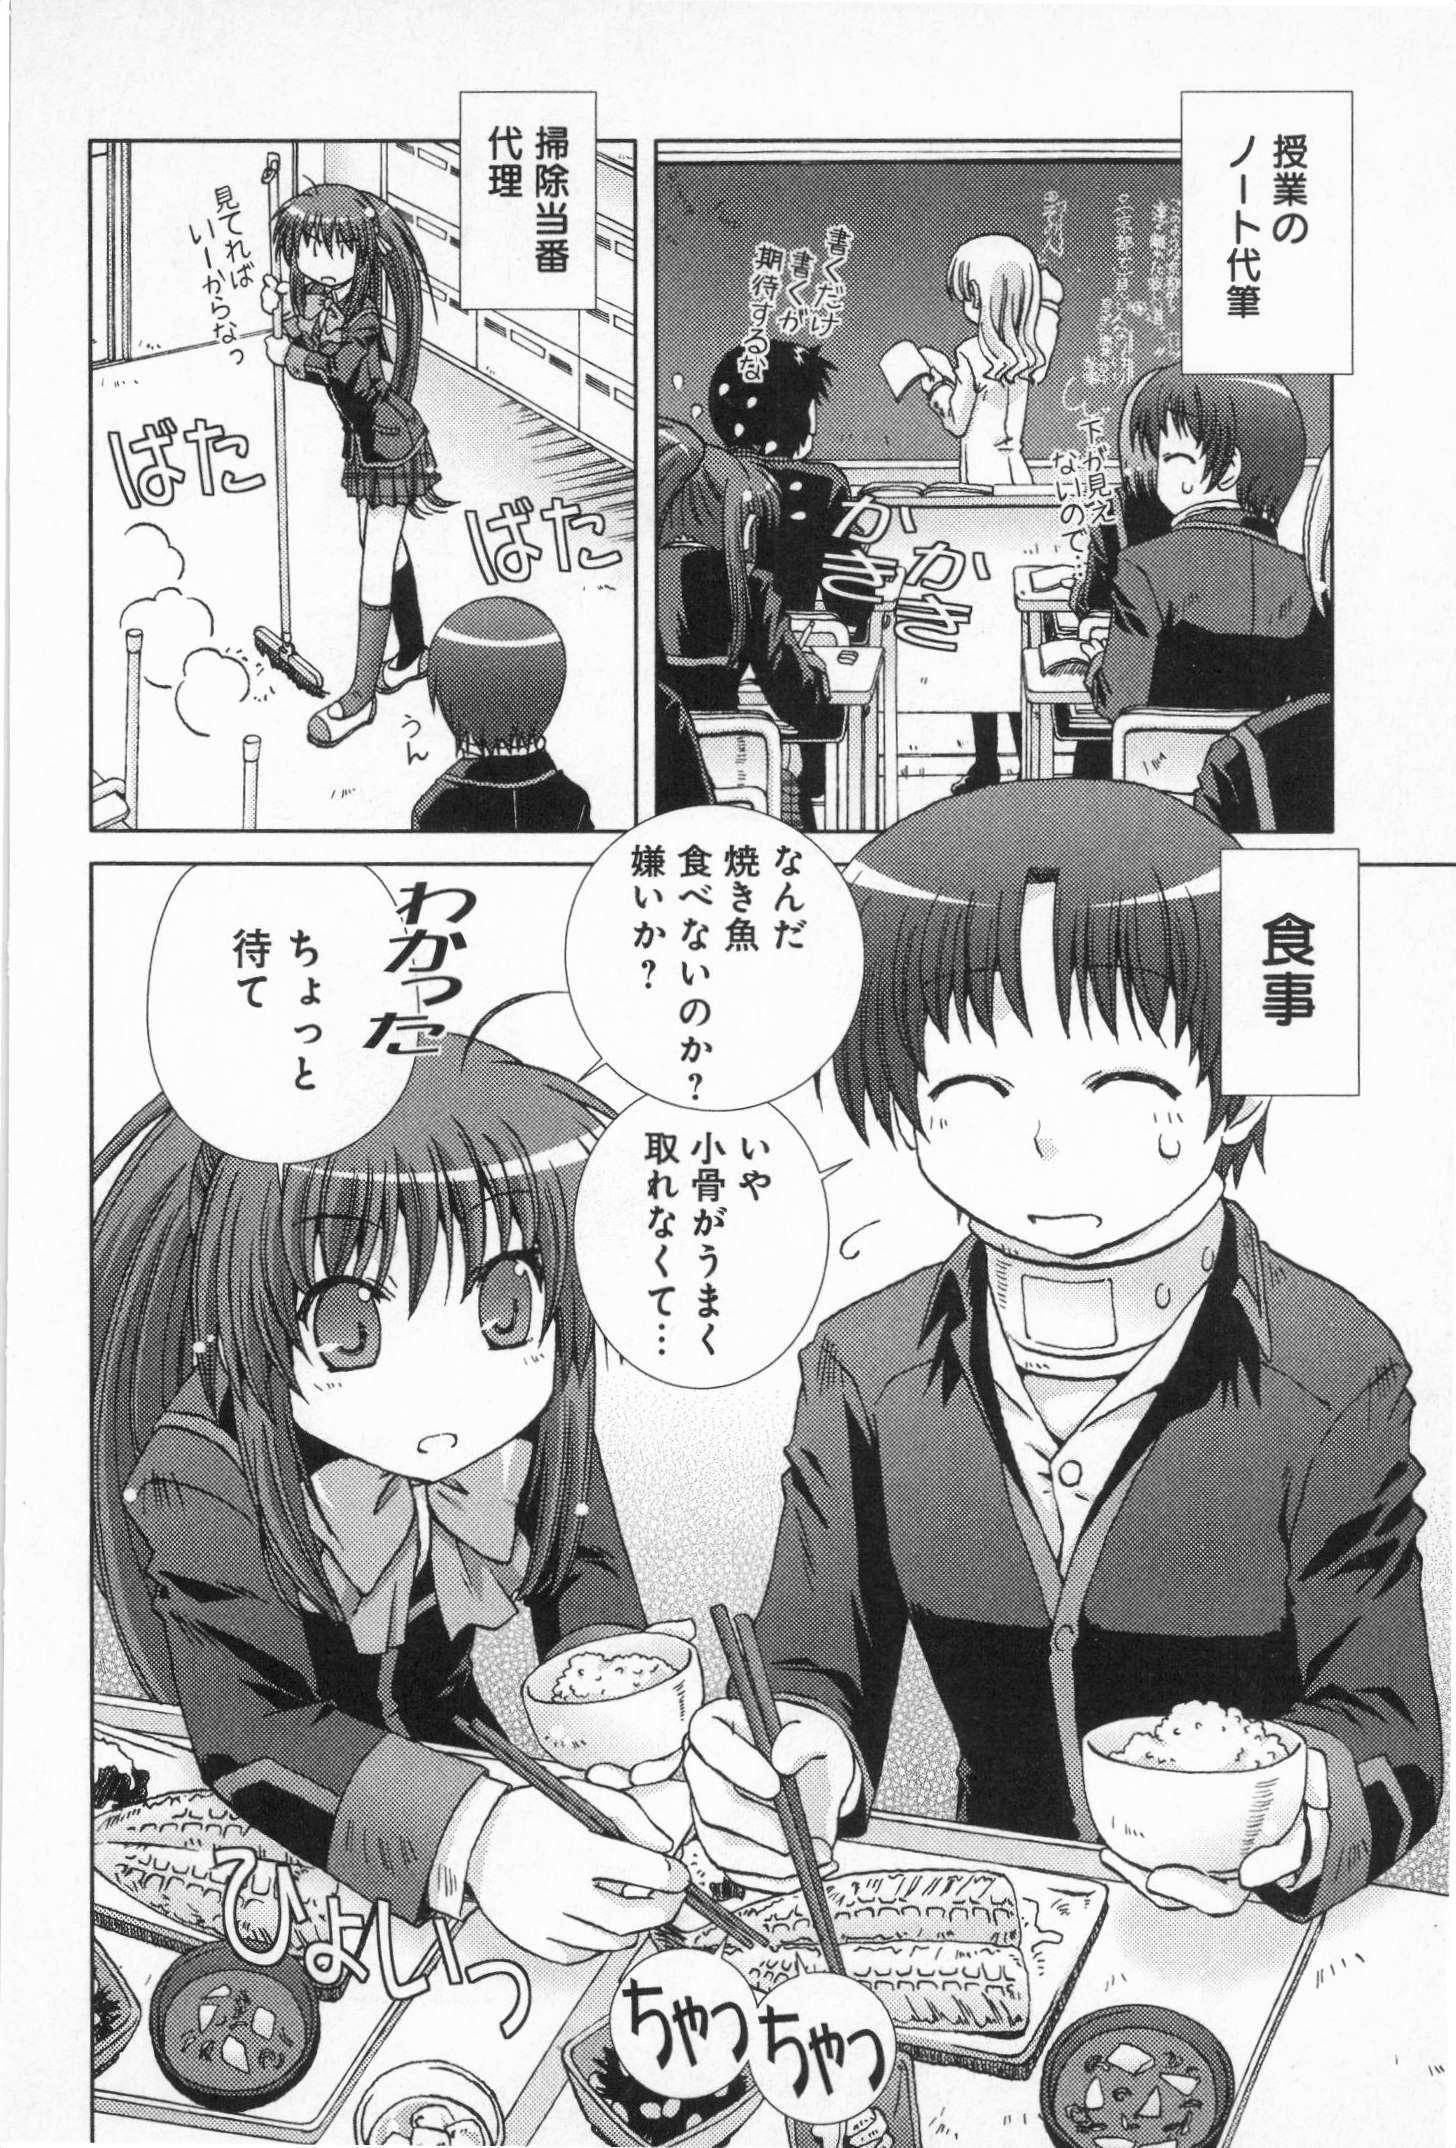 授業の
ノート代筆
書くだけ
書くが
期待するな
下が見え
ないので…
かき
かき
掃除当番
代理
見てれば
いーからなっ
ばた
ばた
うん
食事
なんだ
焼き魚
食べないのか？
嫌いか？
いや
小骨がうまく
取れなくて…
わかった
ちょっと
待て
ひょいっ
ちゃっ
ちゃっ